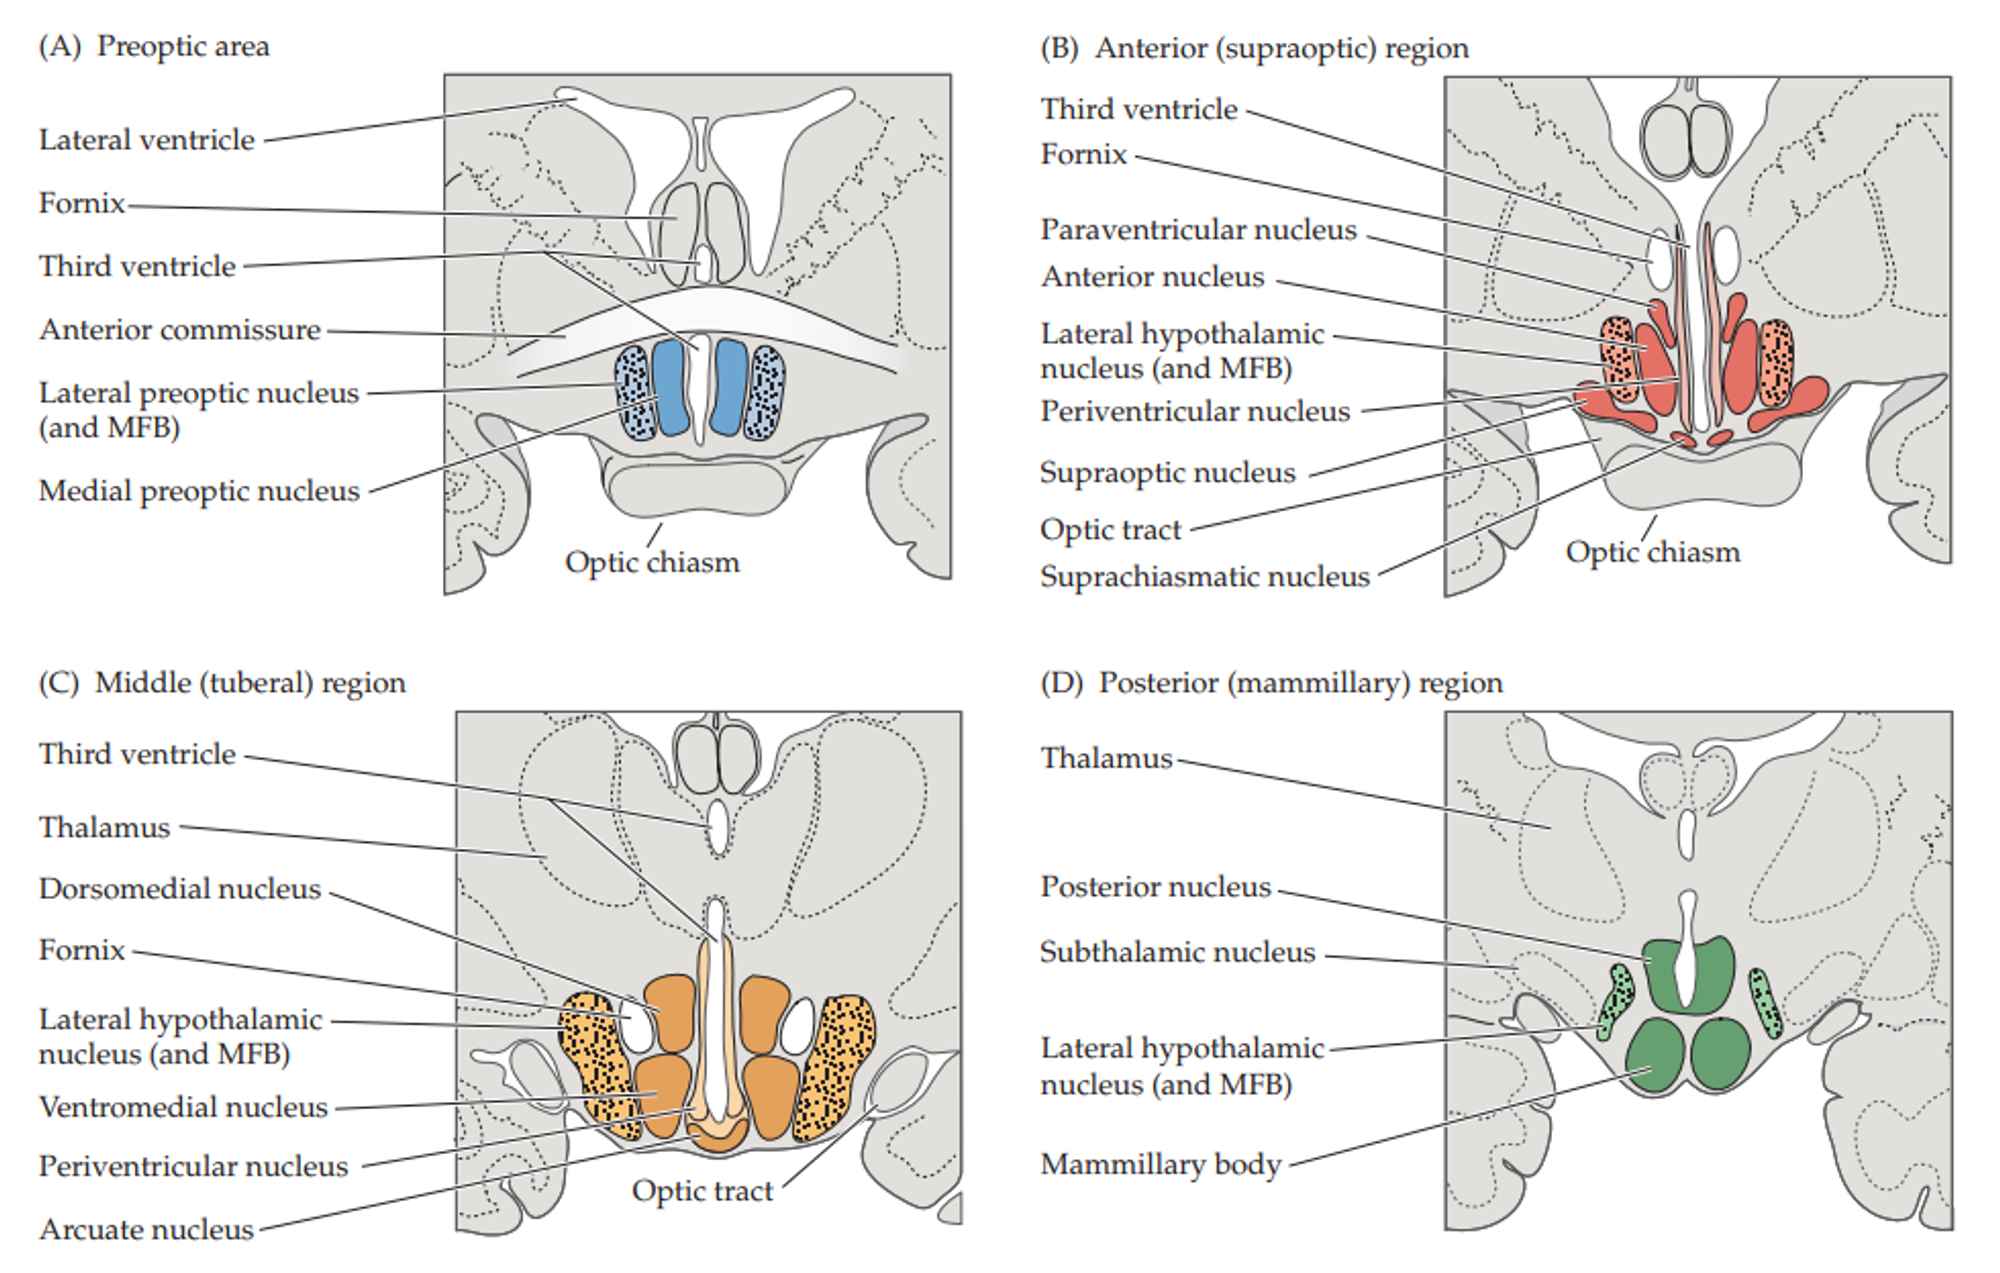 (A) Preoptic area
Lateral ventricle
Fornix
Third ventricle
Anterior commissure
Lateral preoptic nucleus
(and MFB)
Medial preoptic nucleus
Optic chiasm
(B) Anterior (supraoptic) region
Third ventricle
Fornix
Paraventricular nucleus
Anterior nucleus
Lateral hypothalamic
nucleus (and MFB)
Periventricular nucleus
Supraoptic nucleus
Optic tract
Suprachiasmatic nucleus
Optic chiasm
(C) Middle (tuberal) region
Third ventricle
Thalamus
Dorsomedial nucleus
Fornix
Lateral hypothalamic
nucleus (and MFB)
Ventromedial nucleus
Periventricular nucleus
Arcuate nucleus
Optic tract
(D) Posterior (mammillary) region
Thalamus
Posterior nucleus
Subthalamic nucleus
Lateral hypothalamic
nucleus (and MFB)
Mammillary body